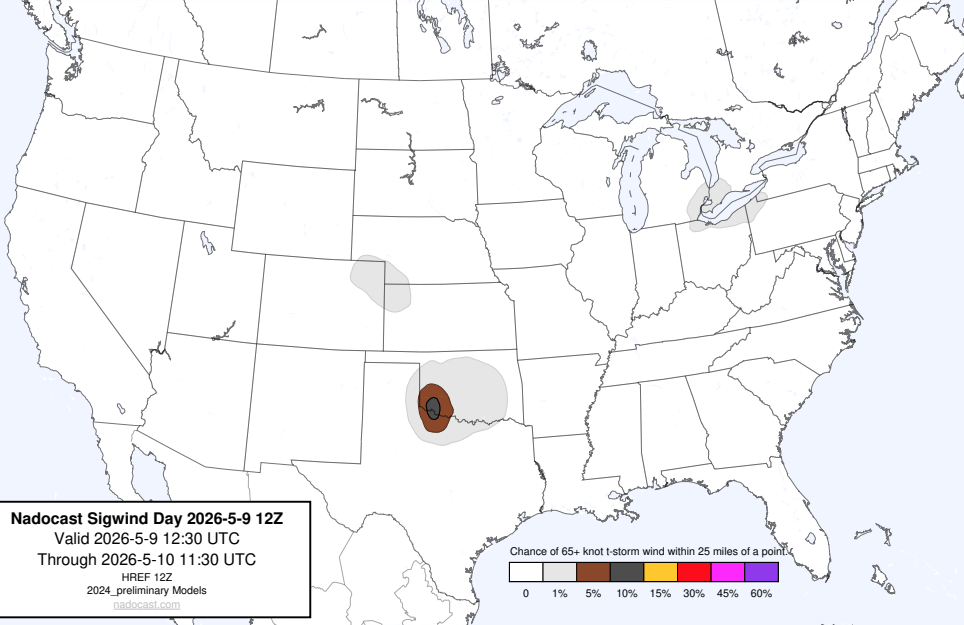 Nadocast Sigwind Day 2026-5-9 12Z
Valid 2026-5-9 12:30 UTC
Through 2026-5-10 11:30 UTC
HREF 12Z
2024_preliminary Models
nadocast.com
Chance of 65+ knot t-storm wind within 25 miles of a point.
0 1% 5% 10% 15% 30% 45% 60%